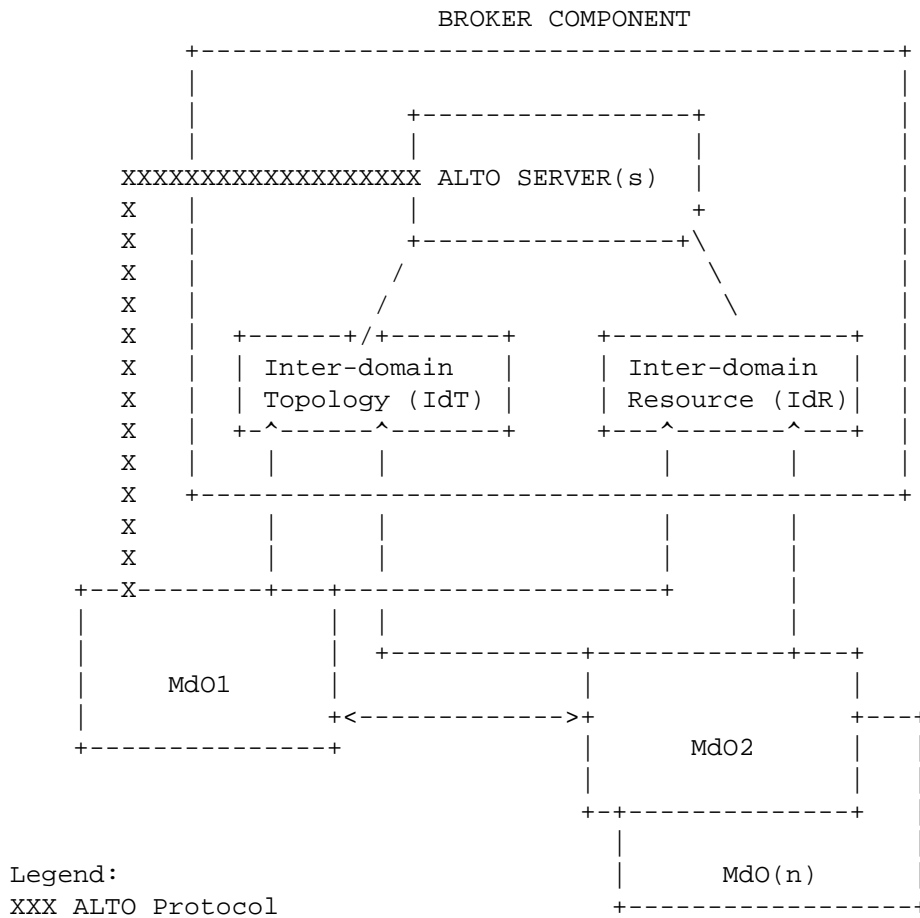 BROKER COMPONENT
XXXXXXXXXXXXXXXXXXX ALTO SERVER(s)
X
X
X
X
X
X Inter-domain Inter-domain
X Topology (IdT) Resource (IdR)
X
X
X
X
X
X
MdO1
MdO2
Legend: MdO(n)
XXX ALTO Protocol